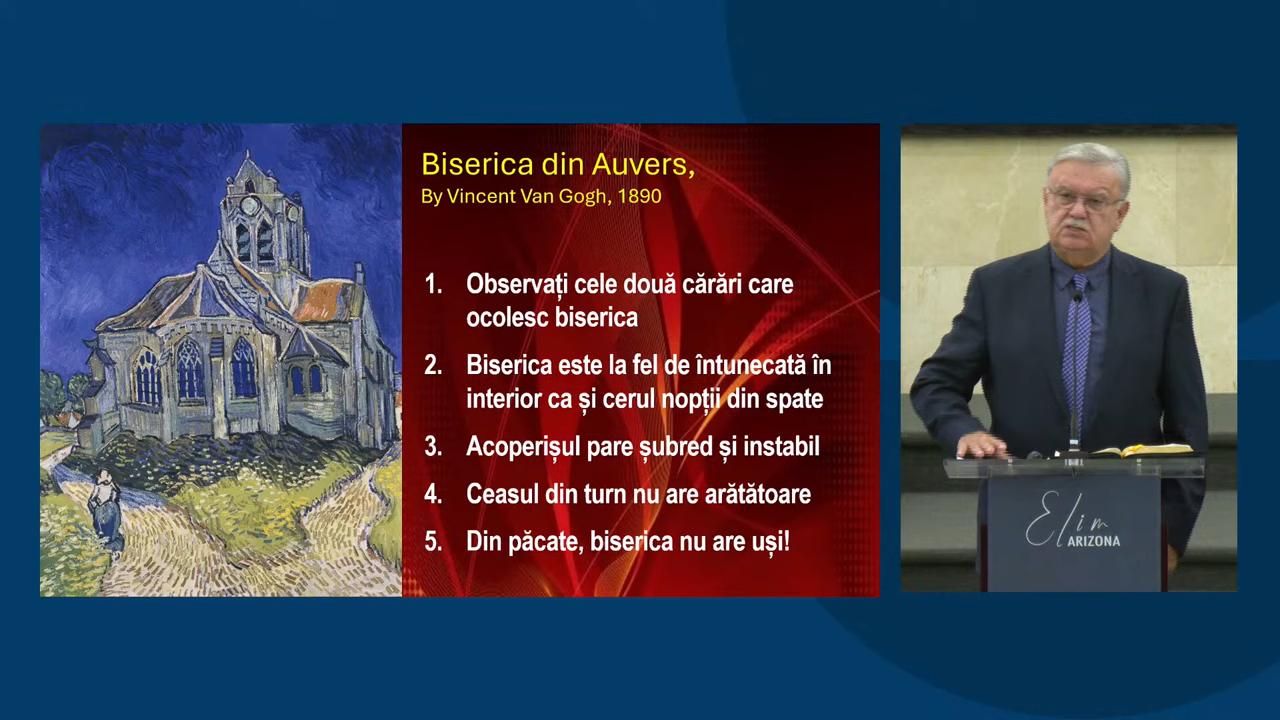 Biserica din Auvers,
By Vincent Van Gogh, 1890
1. Observați cele două cărări care
ocolesc biserica
2. Biserica este la fel de întunecată în
interior ca și cerul nopții din spate
3. Acoperișul pare șubred și instabil
4. Ceasul din turn nu are arătătoare
5. Din păcate, biserica nu are uși!
Elim
ARIZONA